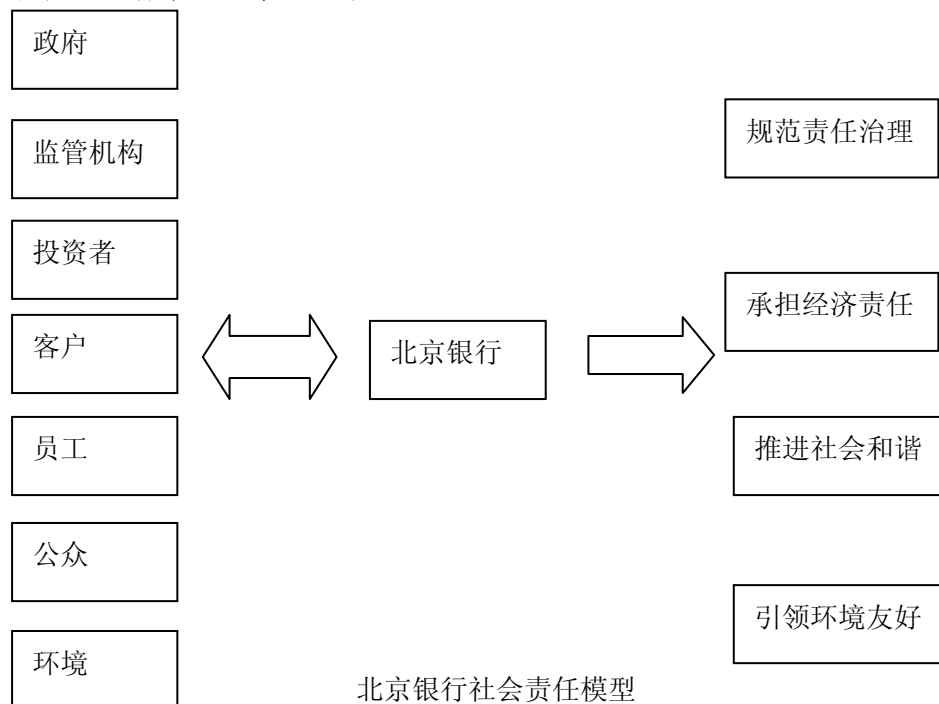 政府
监管机构
投资者
客户
员工
公众
环境
北京银行
规范责任治理
承担经济责任
推进社会和谐
引领环境友好
北京银行社会责任模型